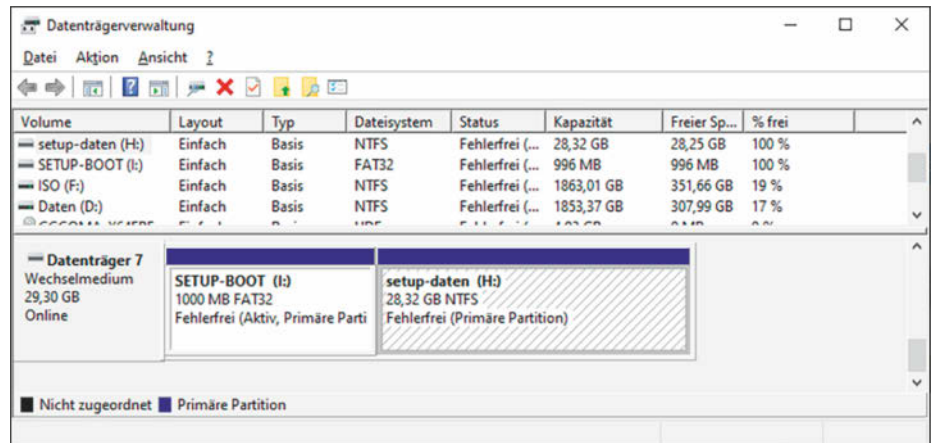 Datenträgerverwaltung
Datei Aktion Ansicht ?
Volume Layout Typ Dateisystem Status Kapazität Freier Sp... % frei
setup-daten (H:) Einfach Basis NTFS Fehlerfrei (... 28,32 GB 28,25 GB 100 %
SETUP-BOOT (I:) Einfach Basis FAT32 Fehlerfrei (... 996 MB 996 MB 100 %
ISO (F:) Einfach Basis NTFS Fehlerfrei (... 1863,01 GB 351,66 GB 19 %
Daten (D:) Einfach Basis NTFS Fehlerfrei (... 1853,37 GB 307,99 GB 17 %
Datenträger 7
Wechselmedium
29,30 GB
Online
SETUP-BOOT (I:)
1000 MB FAT32
Fehlerfrei (Aktiv, Primäre Parti
setup-daten (H:)
28,32 GB NTFS
Fehlerfrei (Primäre Partition)
Nicht zugeordnet Primäre Partition